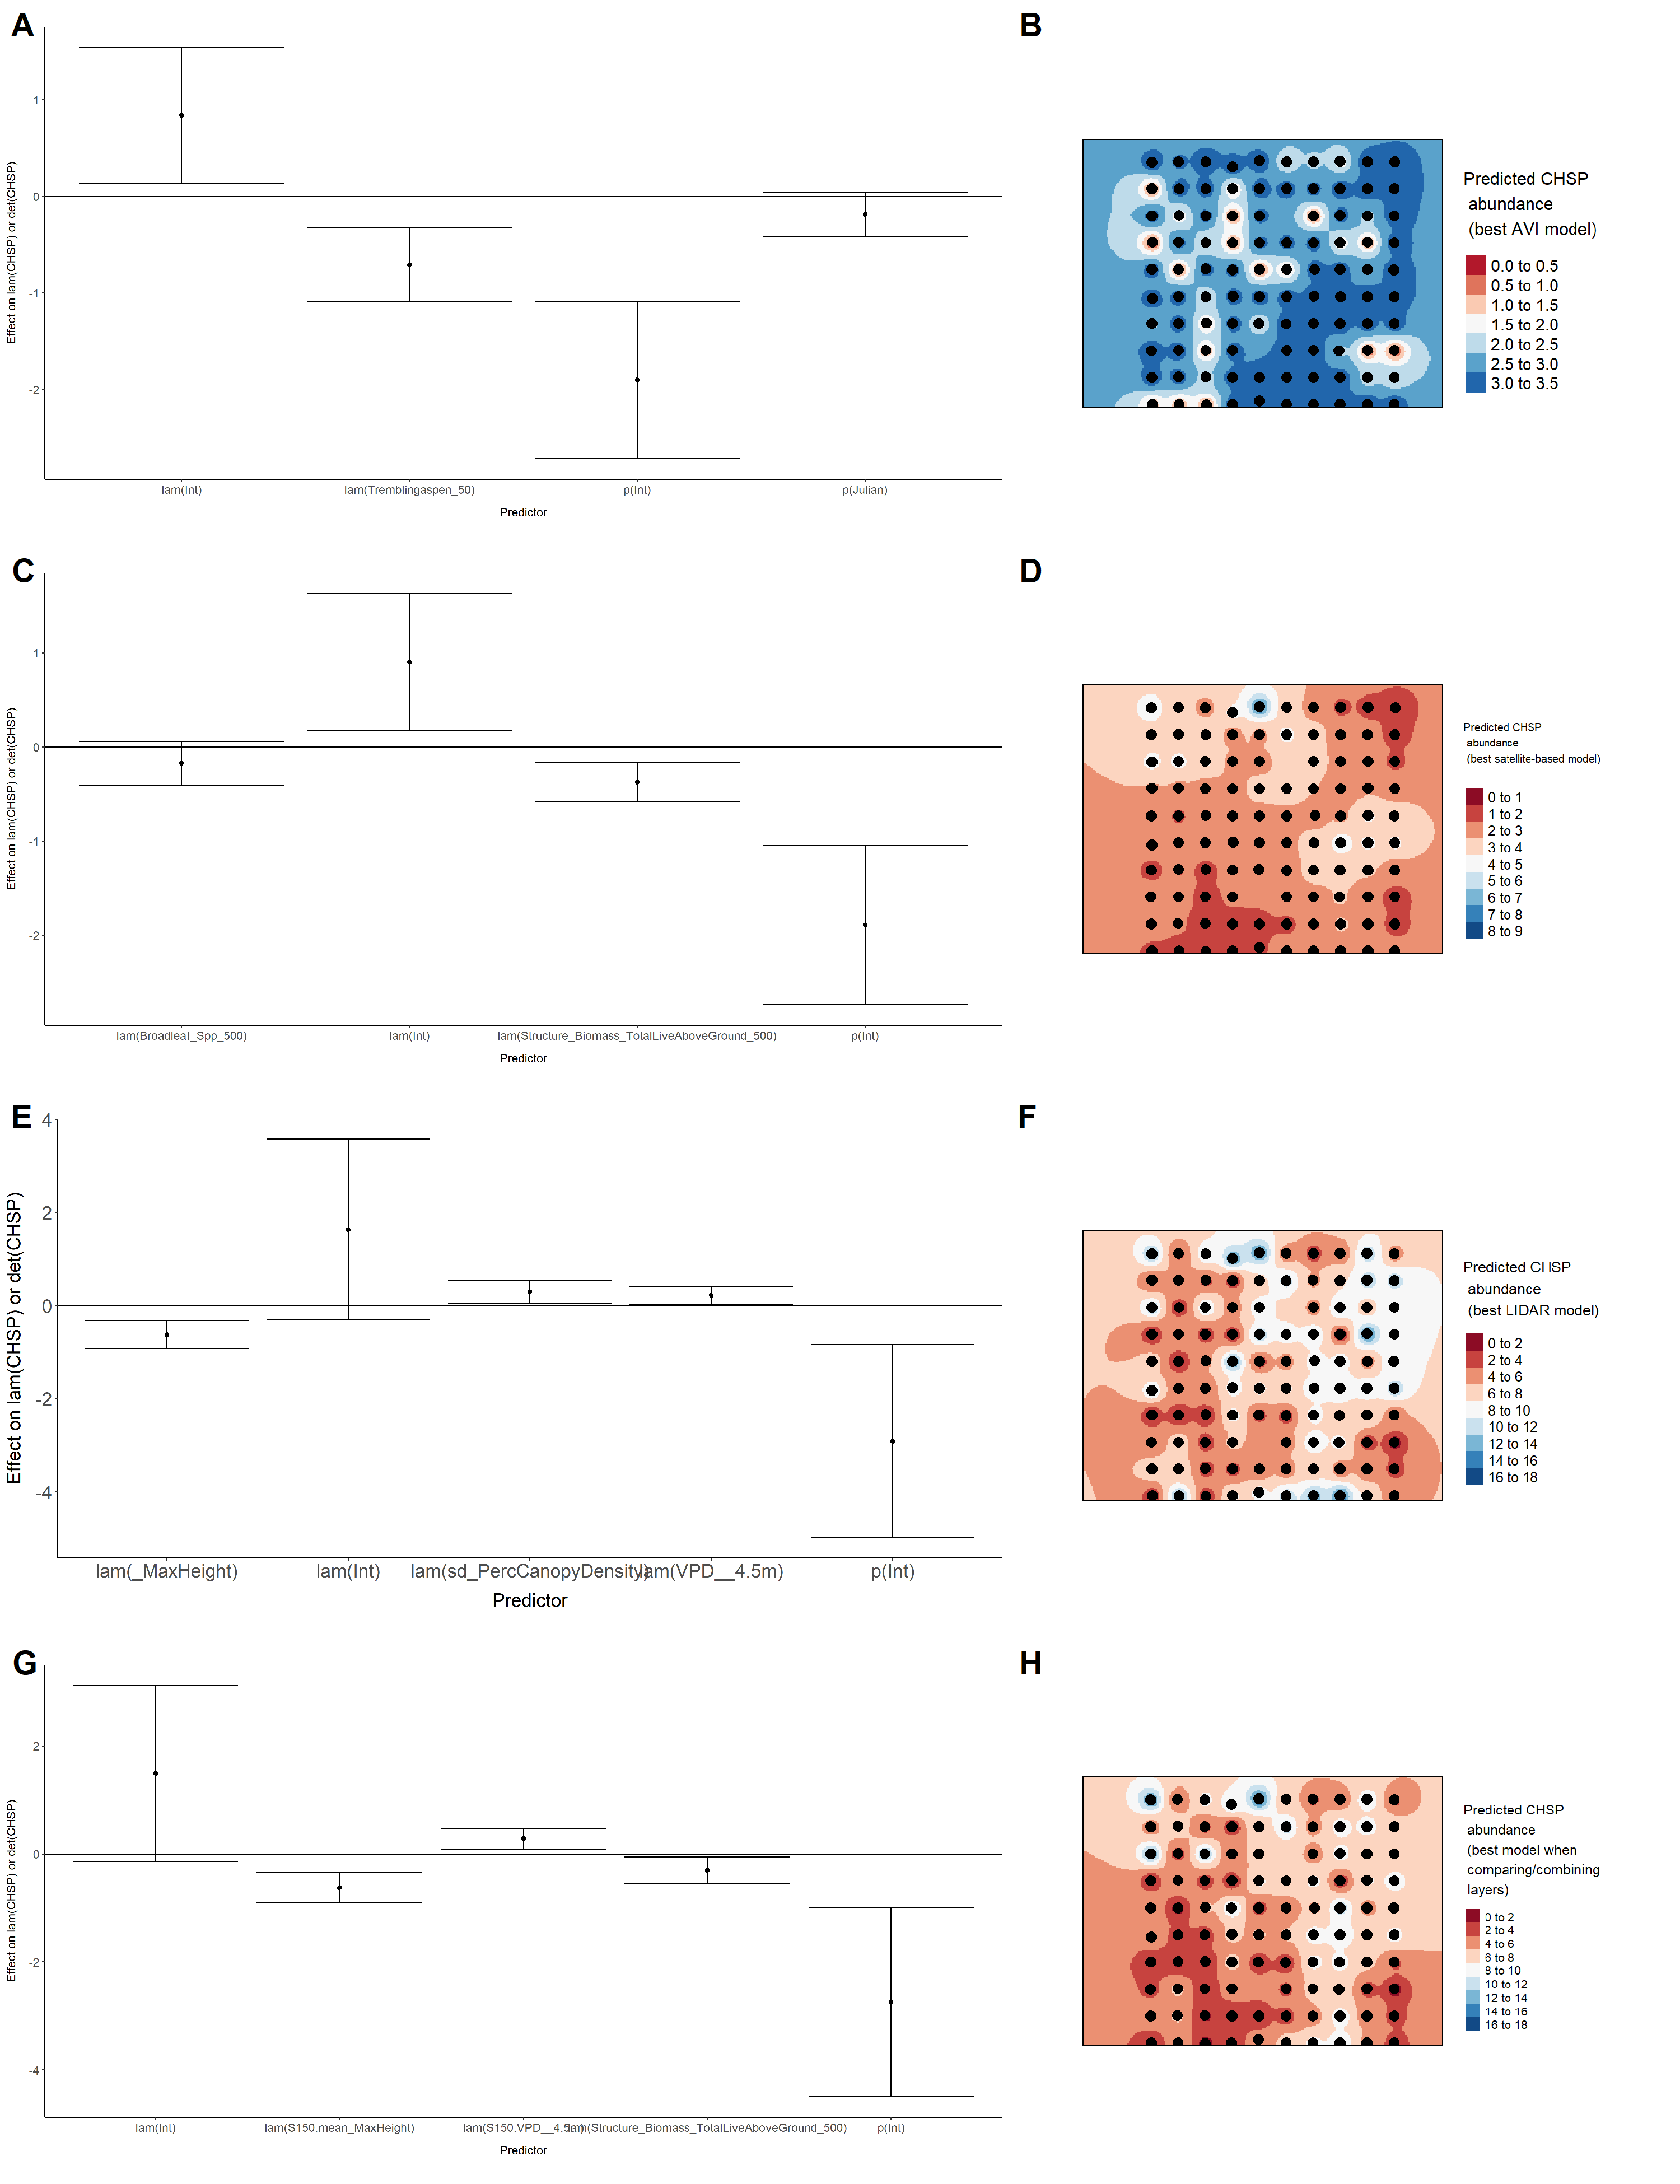 A
Effect on lam(CHSP) or det(CHSP)
1
0
-1
-2
lam(Int)
lam(Tremblingaspen_50)
p(Int)
p(Julian)
Predictor
B
Predicted CHSP
abundance
(best AVI model)
0.0 to 0.5
0.5 to 1.0
1.0 to 1.5
1.5 to 2.0
2.0 to 2.5
2.5 to 3.0
3.0 to 3.5
C
Effect on lam(CHSP) or det(CHSP)
1
0
-1
-2
lam(Broadleaf_Spp_500)
lam(Int)
lam(Structure_Biomass_TotalLiveAboveGround_500)
p(Int)
Predictor
D
Predicted CHSP
abundance
(best satellite-based model)
0 to 1
1 to 2
2 to 3
3 to 4
4 to 5
5 to 6
6 to 7
7 to 8
8 to 9
E
Effect on lam(CHSP) or det(CHSP)
4
2
0
-2
-4
lam(_MaxHeight)
lam(Int)
lam(sd_PercCanopyDensity)
lam(VPD__4.5m)
p(Int)
Predictor
F
Predicted CHSP
abundance
(best LIDAR model)
0 to 2
2 to 4
4 to 6
6 to 8
8 to 10
10 to 12
12 to 14
14 to 16
16 to 18
G
Effect on lam(CHSP) or det(CHSP)
2
0
-2
-4
lam(Int)
lam(S150.mean_MaxHeight)
lam(S150.VPD__4.5m)
lam(Structure_Biomass_TotalLiveAboveGround_500)
p(Int)
Predictor
H
Predicted CHSP
abundance
(best model when
comparing/combining
layers)
0 to 2
2 to 4
4 to 6
6 to 8
8 to 10
10 to 12
12 to 14
14 to 16
16 to 18